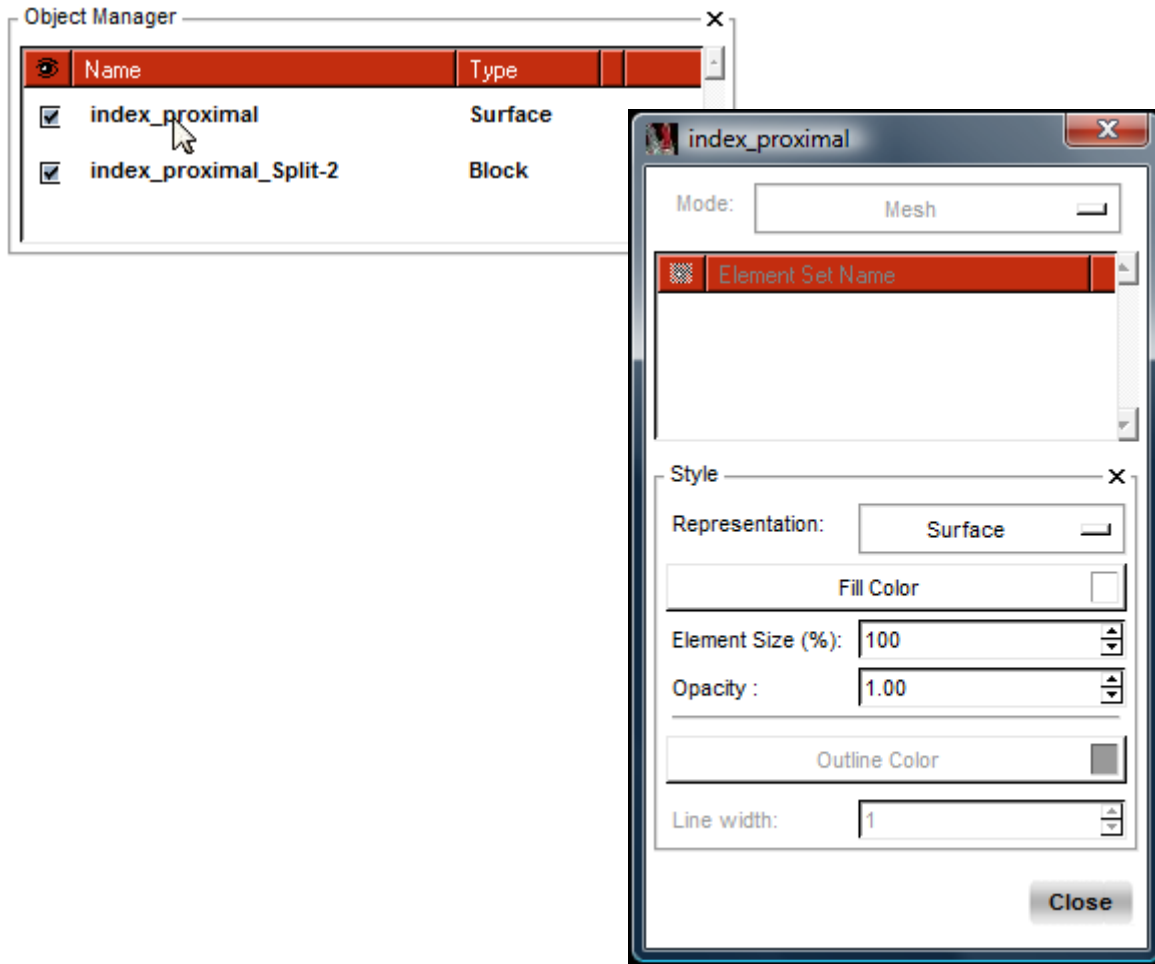 Object Manager
Name Type
index_proximal Surface
index_proximal_Split-2 Block
index_proximal
Mode: Mesh
Element Set Name
Style
Representation: Surface
Fill Color
Element Size (%): 100
Opacity : 1.00
Outline Color
Line width: 1
Close